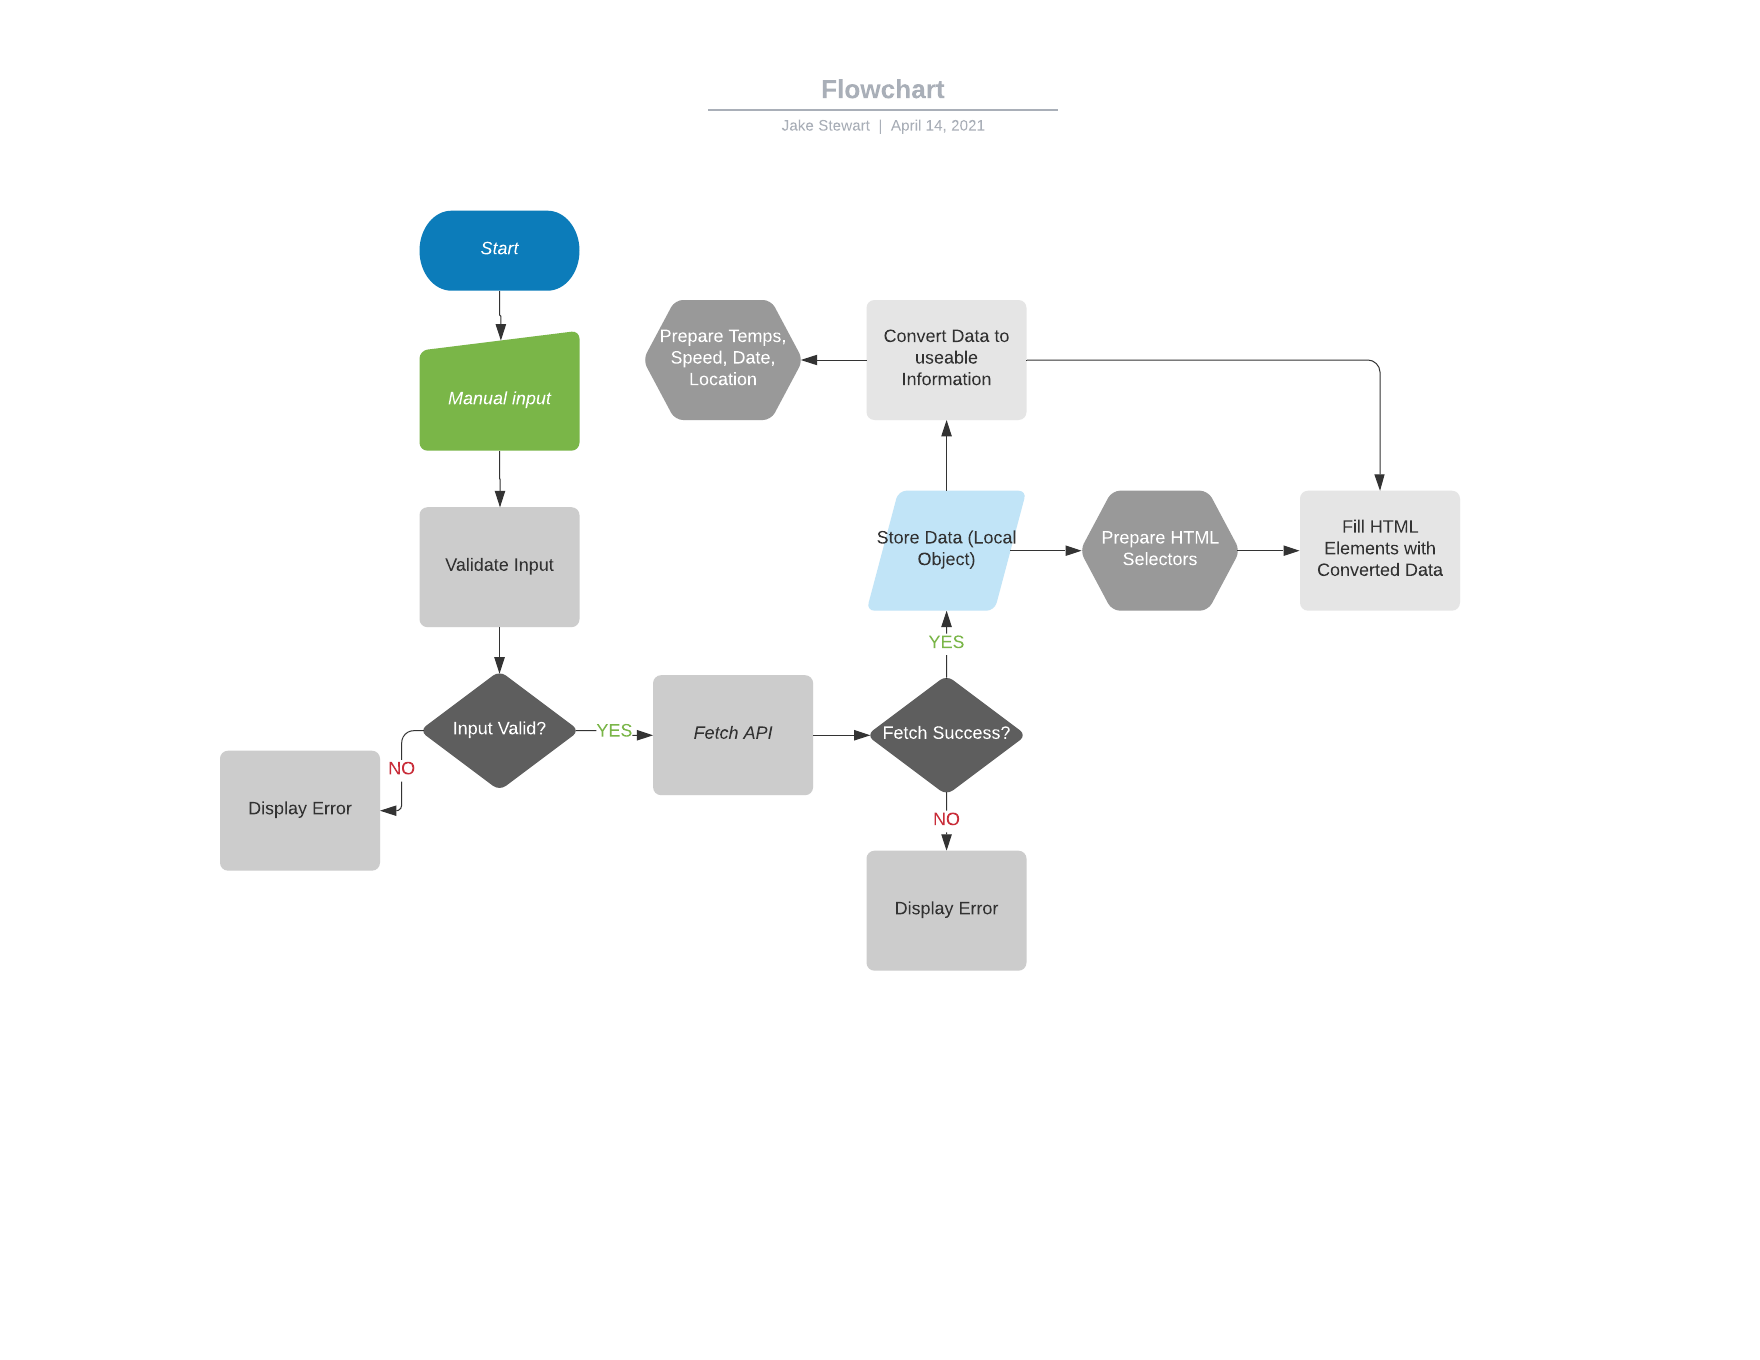 Flowchart
Jake Stewart | April 14, 2021
Start
Manual input
Validate Input
Input Valid?
NO
Display Error
YES
Fetch API
Fetch Success?
NO
Display Error
YES
Store Data (Local
Object)
Convert Data to
useable
Information
Prepare Temps,
Speed, Date,
Location
Prepare HTML
Selectors
Fill HTML
Elements with
Converted Data